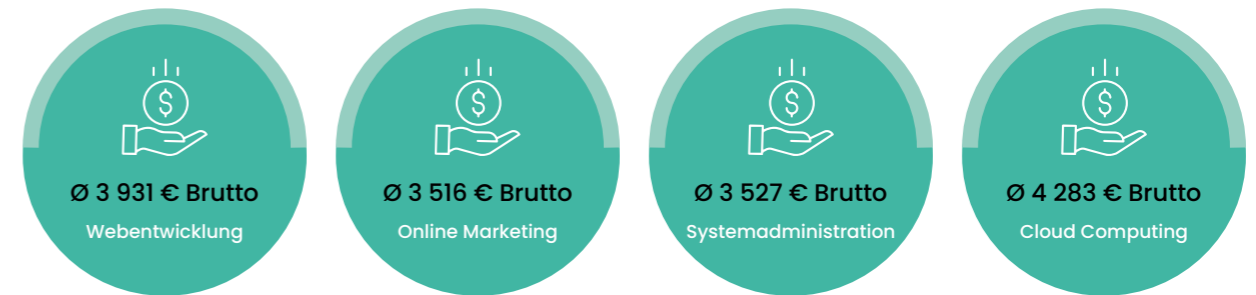 $ $ $ $
Ø 3 931 € Brutto Ø 3 516 € Brutto Ø 3 527 € Brutto Ø 4 283 € Brutto
Webentwicklung Online Marketing Systemadministration Cloud Computing